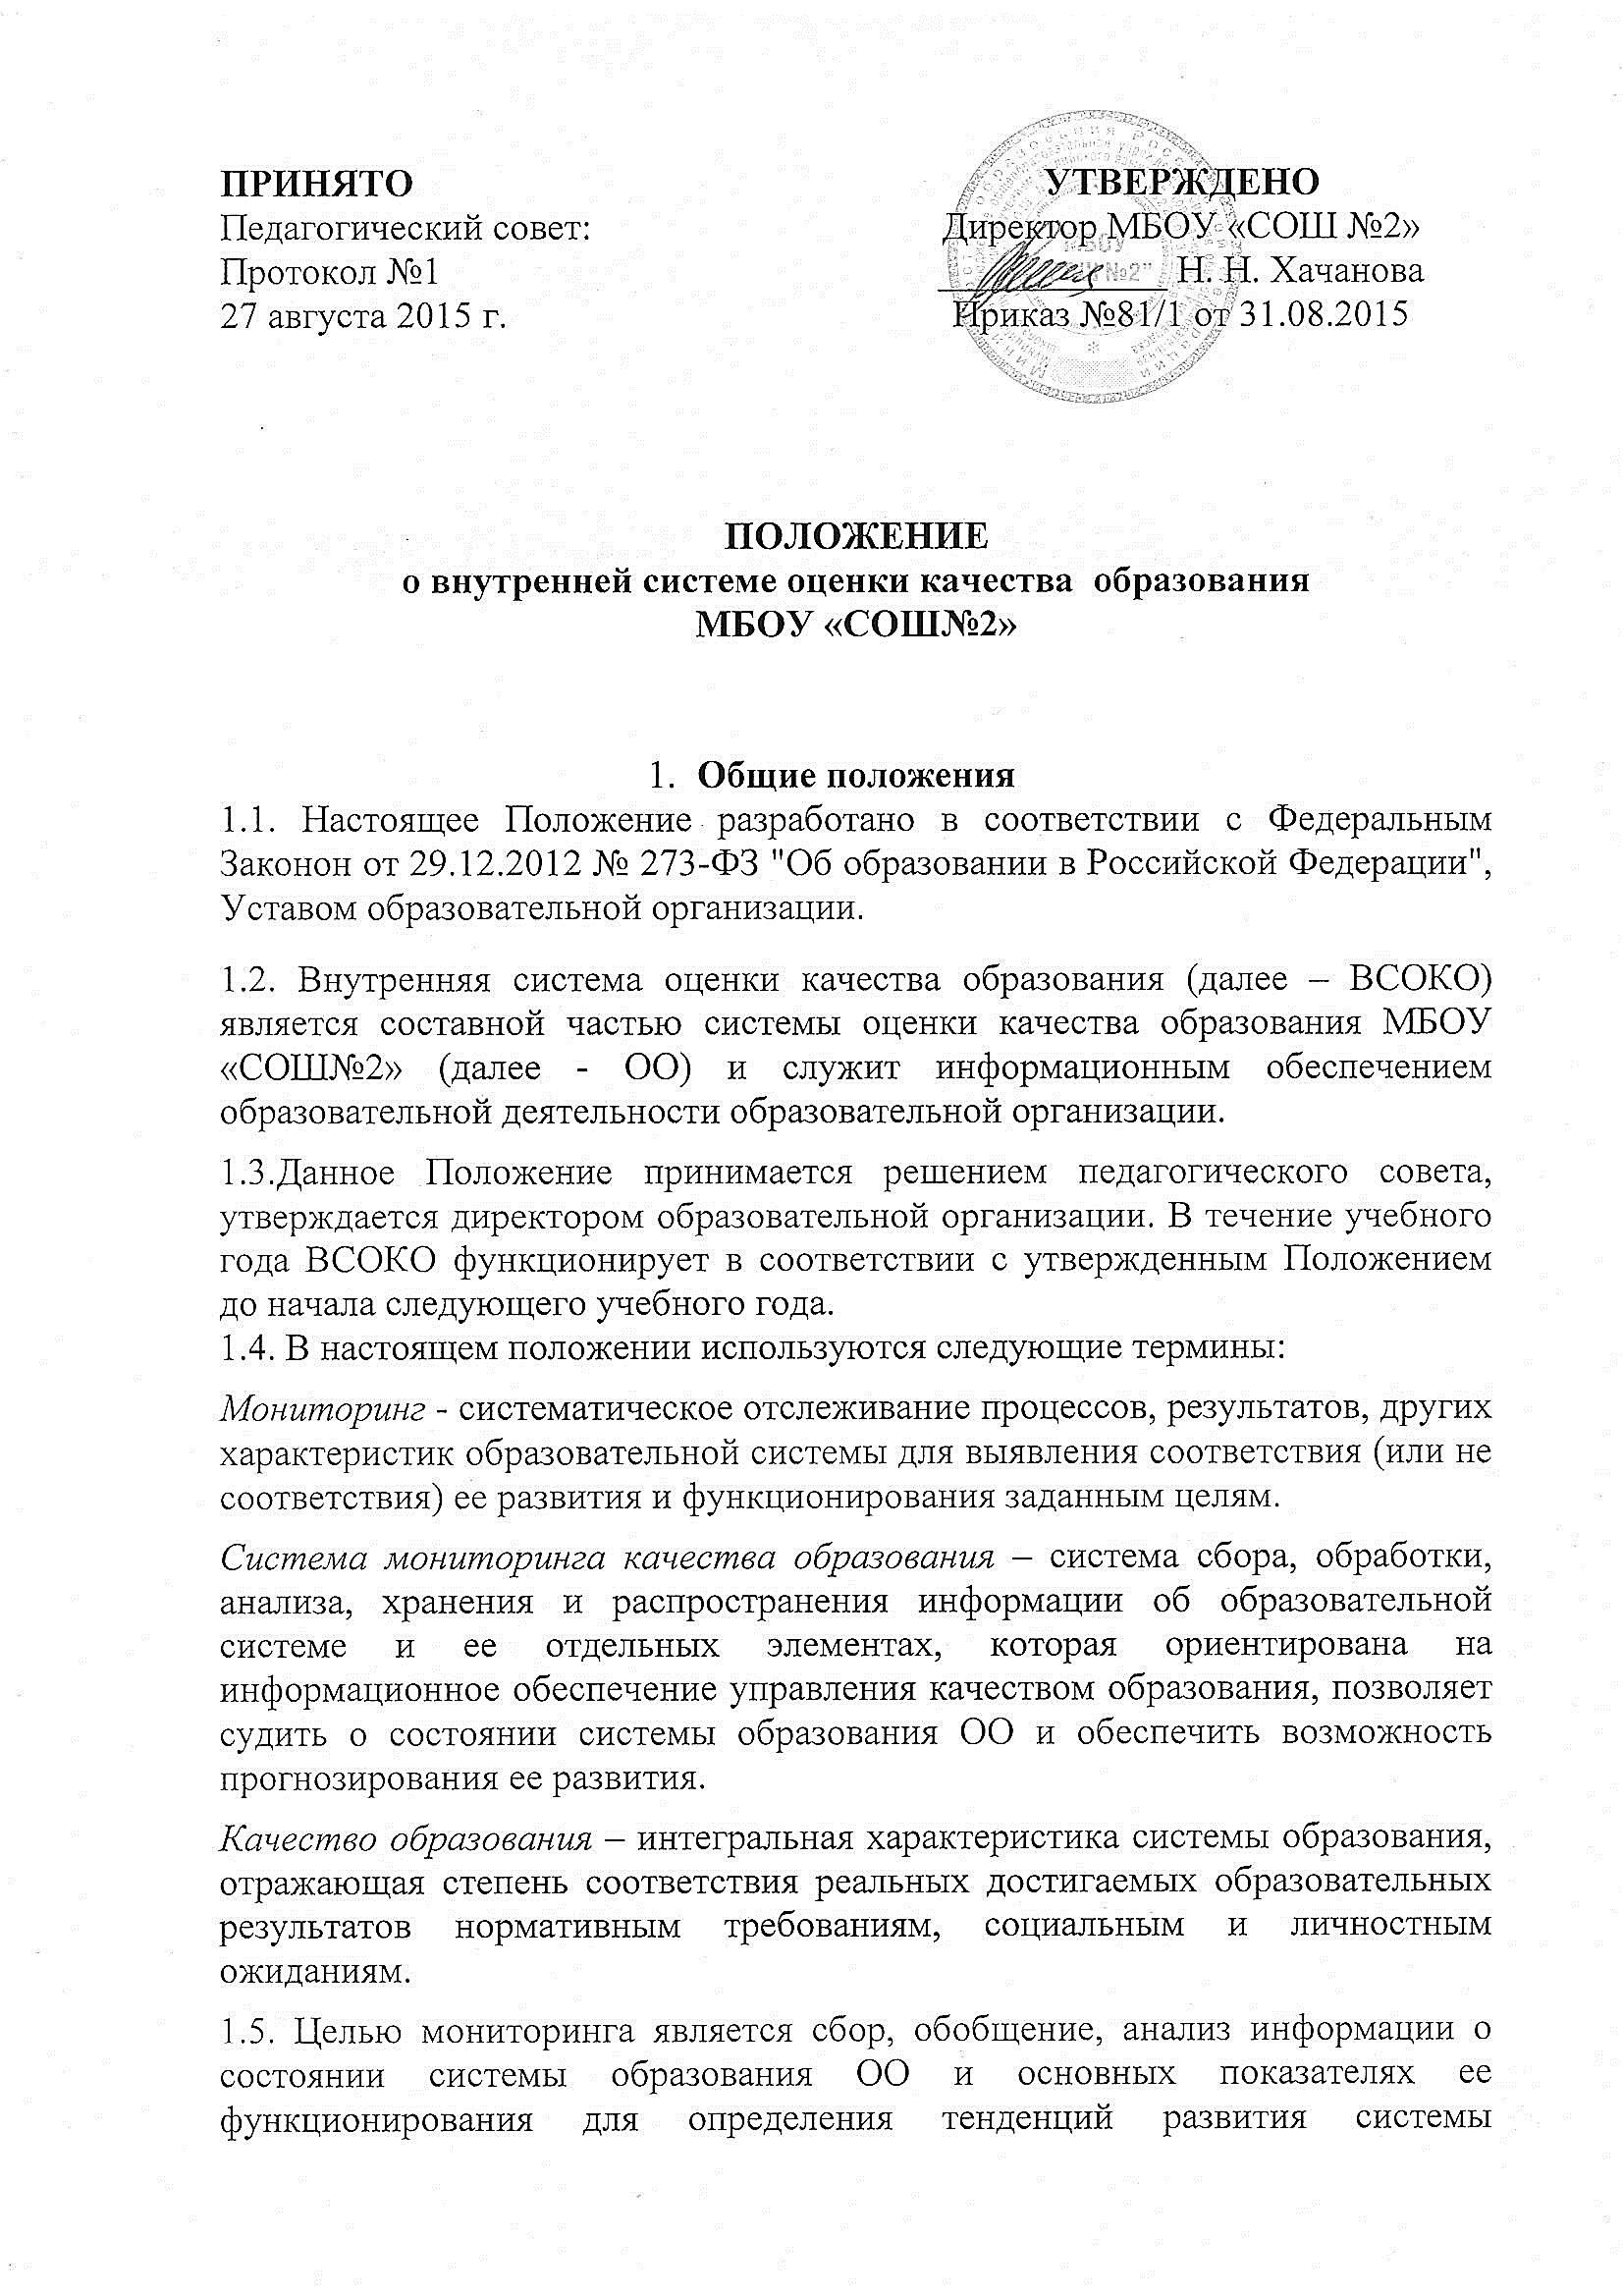 ПРИНЯТО
Педагогический совет:
Протокол №1
27 августа 2015 г.
УТВЕРЖДЕНО
Директор МБОУ «СОШ №2»
№2" Н. Н. Хачанова
Приказ №81/1 от 31.08.2015
ПОЛОЖЕНИЕ
о внутренней системе оценки качества образования
МБОУ «СОШ№2»
1. Общие положения
1.1. Настоящее Положение разработано в соответствии с Федеральным
Законон от 29.12.2012 № 273-ФЗ "Об образовании в Российской Федерации",
Уставом образовательной организации.
1.2. Внутренняя система оценки качества образования (далее – ВСОКО)
является составной частью системы оценки качества образования МБОУ
«СОШ№2» (далее - ОО) и служит информационным обеспечением
образовательной деятельности образовательной организации.
1.3.Данное Положение принимается решением педагогического совета,
утверждается директором образовательной организации. В течение учебного
года ВСОКО функционирует в соответствии с утвержденным Положением
до начала следующего учебного года.
1.4. В настоящем положении используются следующие термины:
Мониторинг - систематическое отслеживание процессов, результатов, других
характеристик образовательной системы для выявления соответствия (или не
соответствия) ее развития и функционирования заданным целям.
Система мониторинга качества образования – система сбора, обработки,
анализа, хранения и распространения информации об образовательной
системе и ее отдельных элементах, которая ориентирована на
информационное обеспечение управления качеством образования, позволяет
судить о состоянии системы образования ОО и обеспечить возможность
прогнозирования ее развития.
Качество образования – интегральная характеристика системы образования,
отражающая степень соответствия реальных достигаемых образовательных
результатов нормативным требованиям, социальным и личностным
ожиданиям.
1.5. Целью мониторинга является сбор, обобщение, анализ информации о
состоянии системы образования ОО и основных показателях ее
функционирования для определения тенденций развития системы